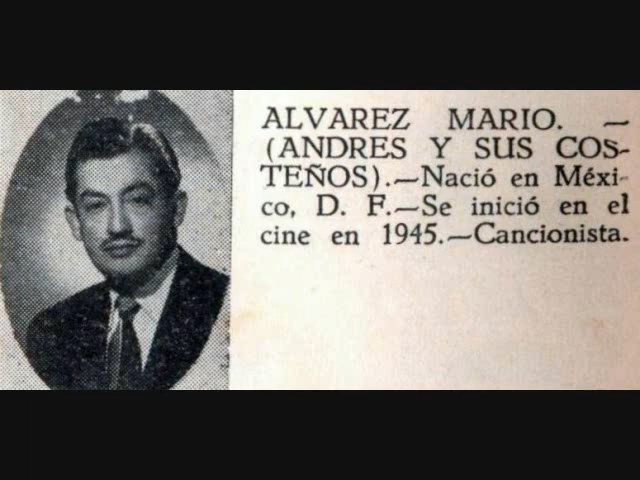 ALVAREZ MARIO. —
(ANDRES Y SUS COS-
TEÑOS).—Nació en Méxi-
co, D. F.—Se inició en el
cine en 1945.—Cancionista.